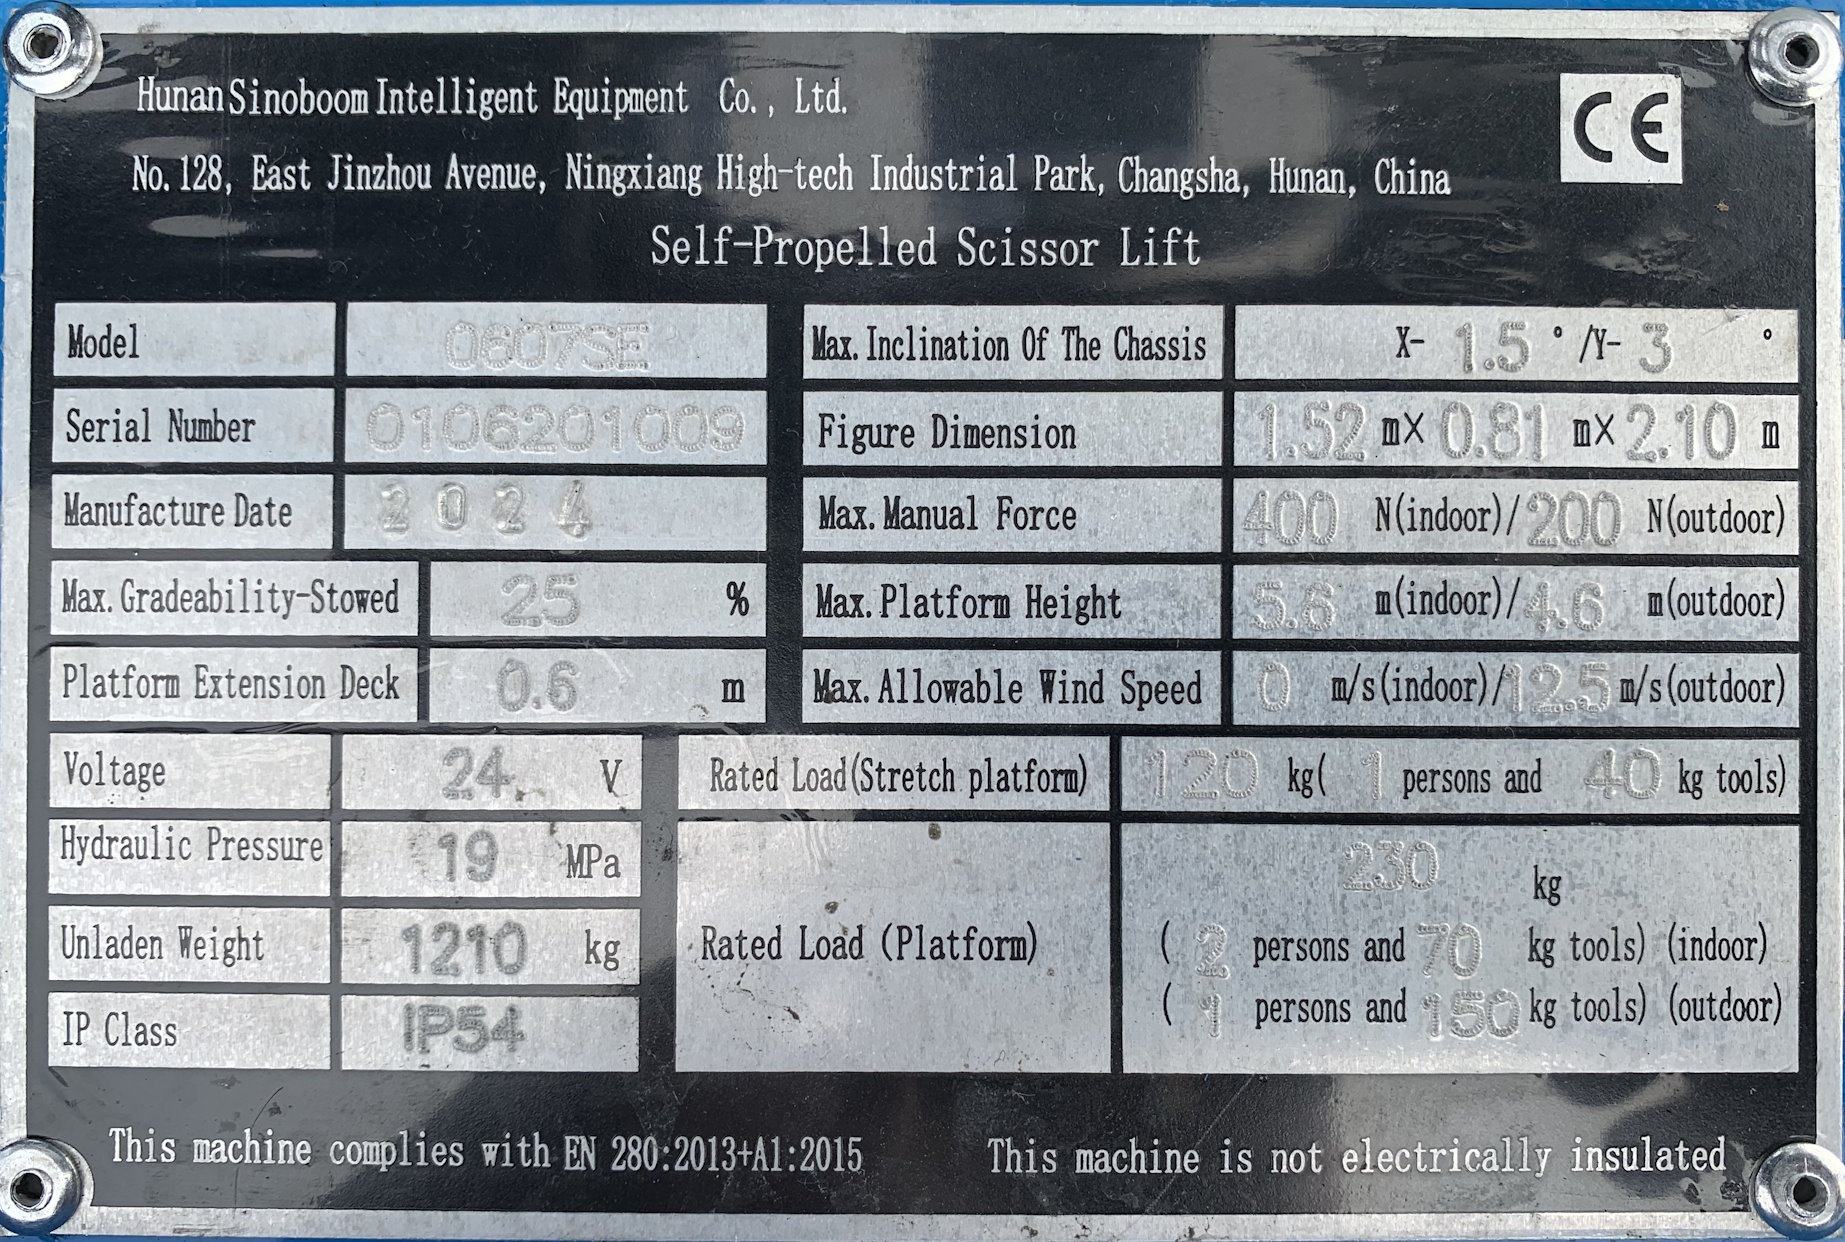 Hunan Sinoboom Intelligent Equipment Co., Ltd.
CE
No. 128, East Jinzhou Avenue, Ningxiang High-tech Industrial Park, Changsha, Hunan, China
Self-Propelled Scissor Lift
Model 0607SE
Serial Number 0106201009
Manufacture Date 2024
Max. Gradeability-Stowed 25 %
Platform Extension Deck 0.6 m
Max. Inclination Of The Chassis X- 1.5 ° /Y- 3 °
Figure Dimension 1.52 m× 0.81 m× 2.10 m
Max. Manual Force 400 N(indoor)/ 200 N(outdoor)
Max. Platform Height 5.6 m(indoor)/ 4.6 m(outdoor)
Max. Allowable Wind Speed 0 m/s(indoor)/ 12.5 m/s(outdoor)
Voltage 24 V
Hydraulic Pressure 19 MPa
Unladen Weight 1210 kg
IP Class IP54
Rated Load(Stretch platform) 120 kg( 1 persons and 40 kg tools)
Rated Load (Platform) 230 kg
( 2 persons and 70 kg tools) (indoor)
( 1 persons and 150 kg tools) (outdoor)
This machine complies with EN 280:2013+A1:2015
This machine is not electrically insulated